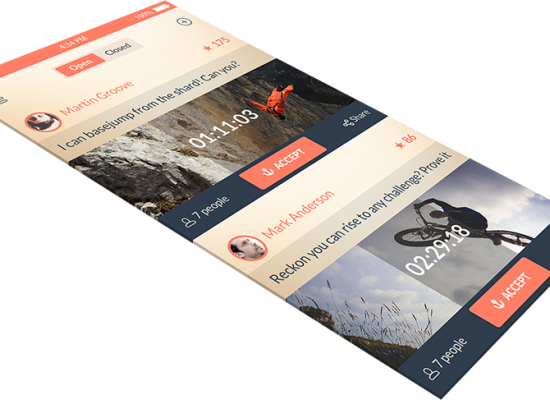 4:34 PM
100%
Open
Closed
Martin Groove
175
I can basejump from the shard! Can you?
01:11:03
7 people
ACCEPT
Share
Mark Anderson
86
Reckon you can rise to any challenge? Prove it
02:29:18
7 people
ACCEPT